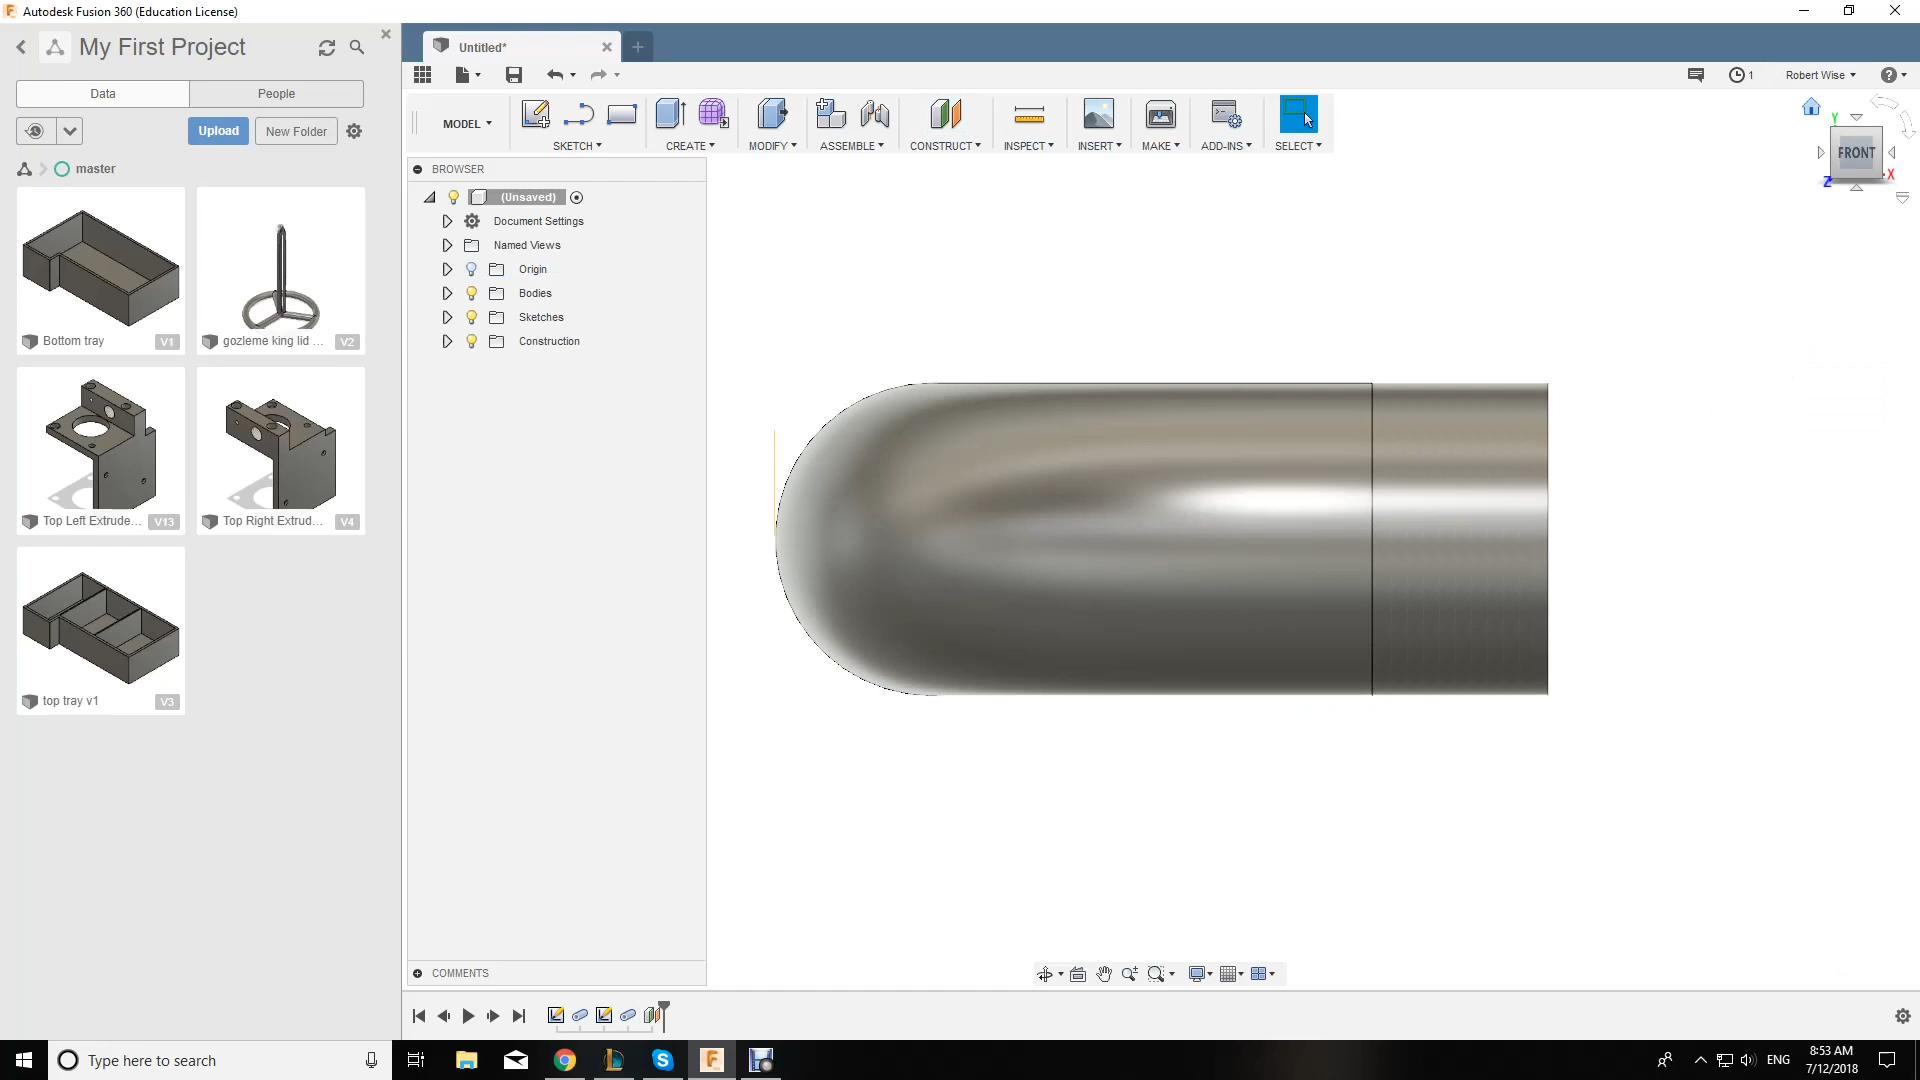 Autodesk Fusion 360 (Education License)
My First Project
Untitled*
1
Robert Wise
Data
People
Upload
New Folder
MODEL
SKETCH
CREATE
MODIFY
ASSEMBLE
CONSTRUCT
INSPECT
INSERT
MAKE
ADD-INS
SELECT
Y
FRONT
X
Z
master
BROWSER
(Unsaved)
Document Settings
Named Views
Origin
Bodies
Sketches
Construction
Bottom tray
V1
gozleme king lid ...
V2
Top Left Extrude...
V13
Top Right Extrud...
V4
top tray v1
V3
COMMENTS
Type here to search
ENG
8:53 AM
7/12/2018